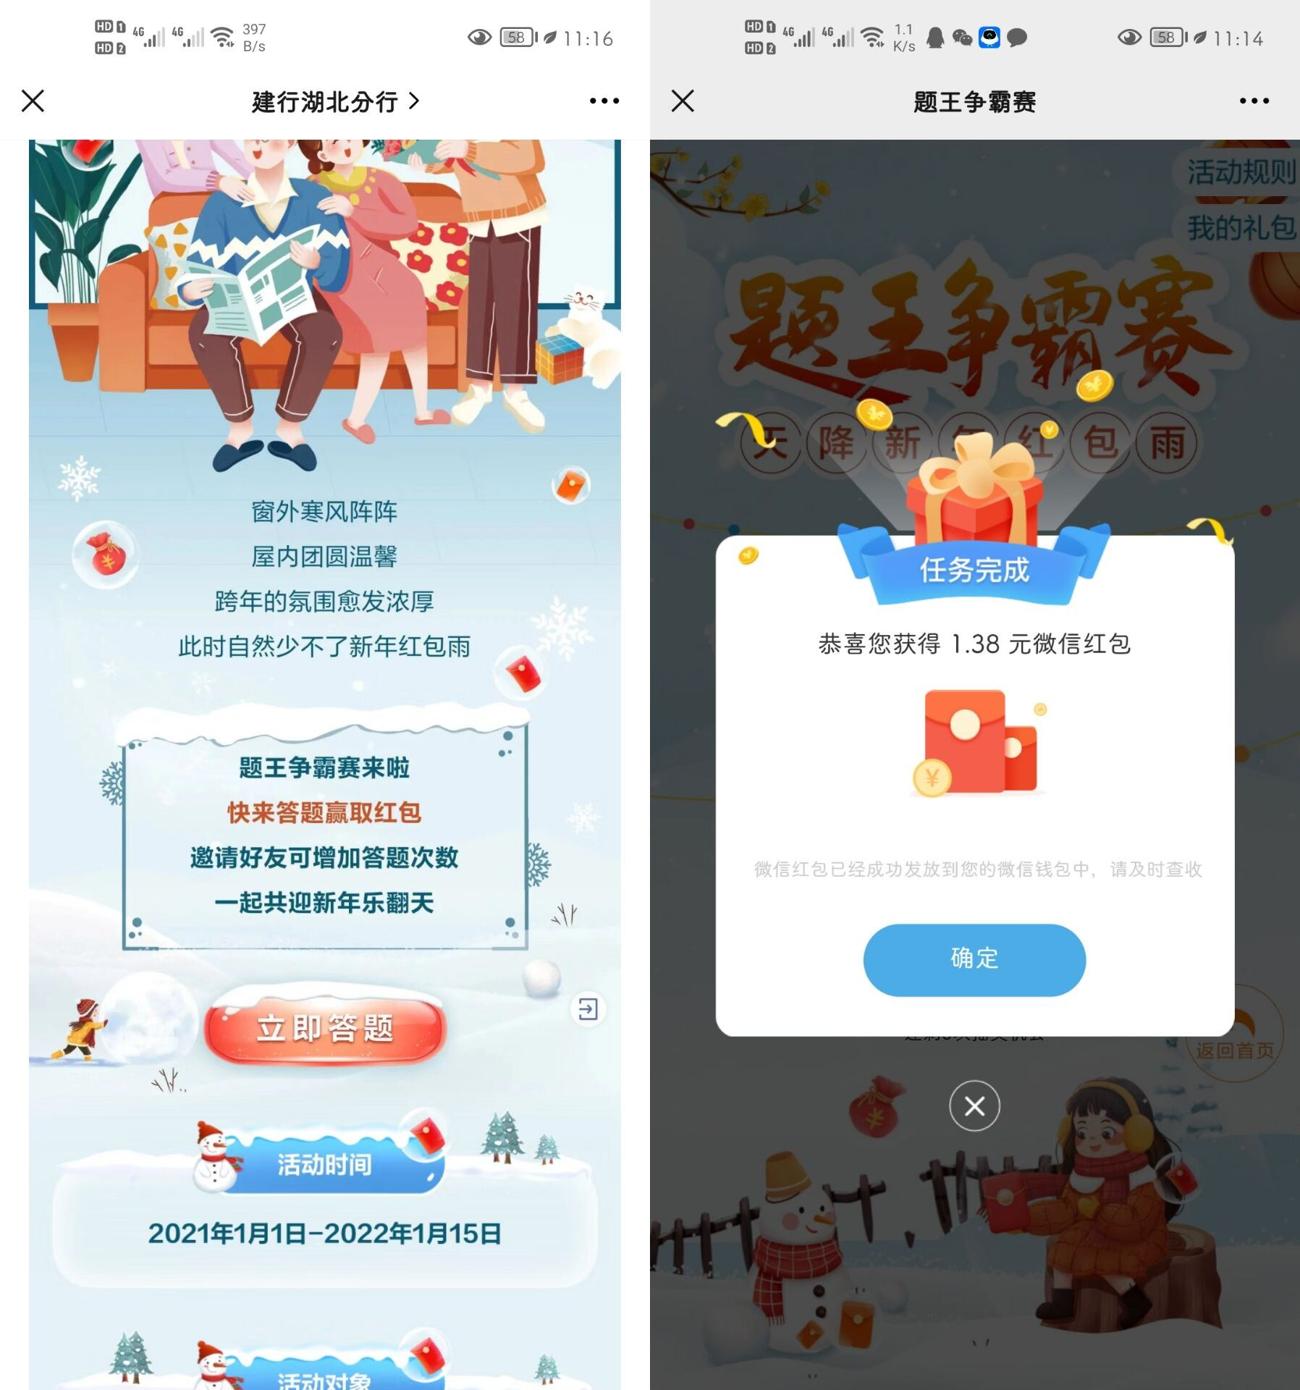 HD 1
HD 2
4G
4G
397
B/s
58
11:16
建行湖北分行
窗外寒风阵阵
屋内团圆温馨
跨年的氛围愈发浓厚
此时自然少不了新年红包雨
题王争霸赛来啦
快来答题赢取红包
邀请好友可增加答题次数
一起共迎新年乐翻天
立即答题
活动时间
2021年1月1日-2022年1月15日
活动对象
HD 1
HD 2
4G
4G
1.1
K/s
58
11:14
题王争霸赛
活动规则
我的礼包
题王争霸赛
天降新年红包雨
任务完成
恭喜您获得 1.38 元微信红包
¥
微信红包已经成功发放到您的微信钱包中，请及时查收
确定
返回首页